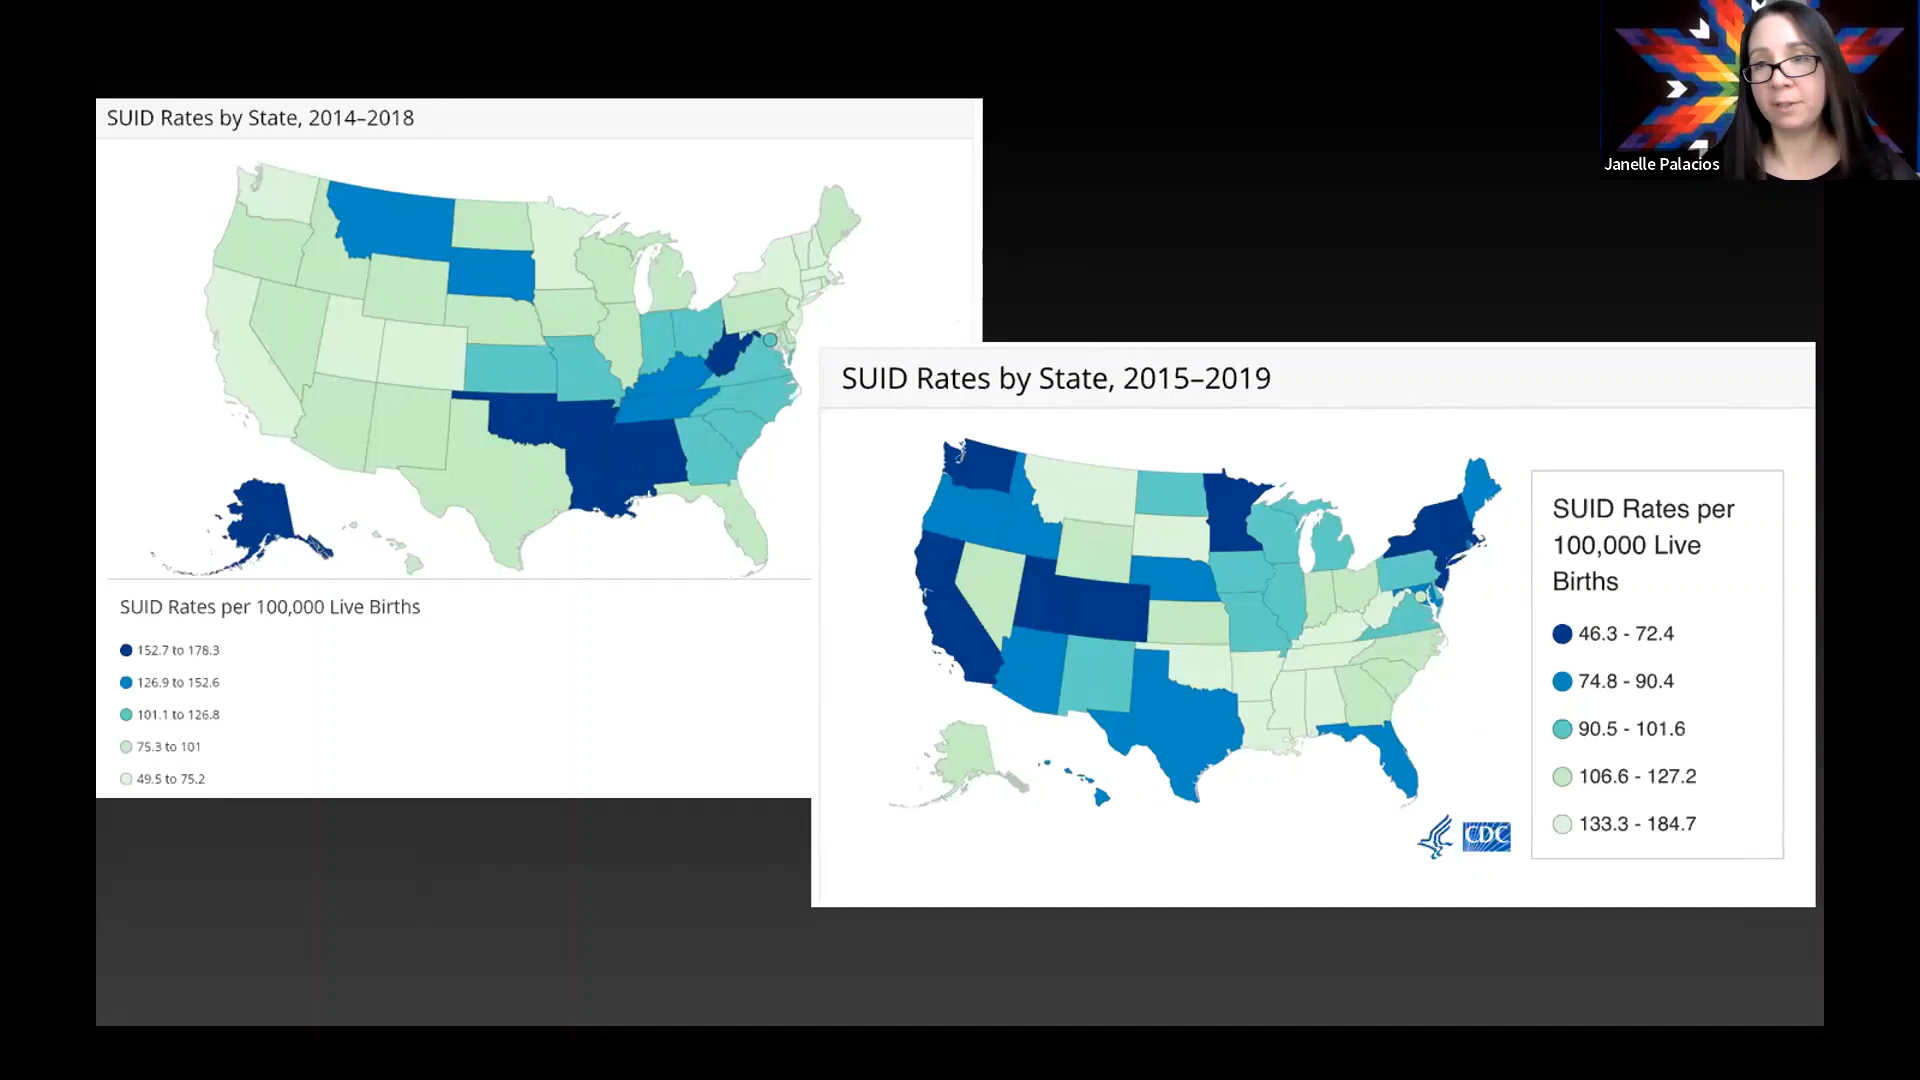 Janelle Palacios
SUID Rates by State, 2014–2018
SUID Rates per 100,000 Live Births
152.7 to 178.3
126.9 to 152.6
101.1 to 126.8
75.3 to 101
49.5 to 75.2
SUID Rates by State, 2015–2019
SUID Rates per
100,000 Live
Births
46.3 - 72.4
74.8 - 90.4
90.5 - 101.6
106.6 - 127.2
133.3 - 184.7
CDC